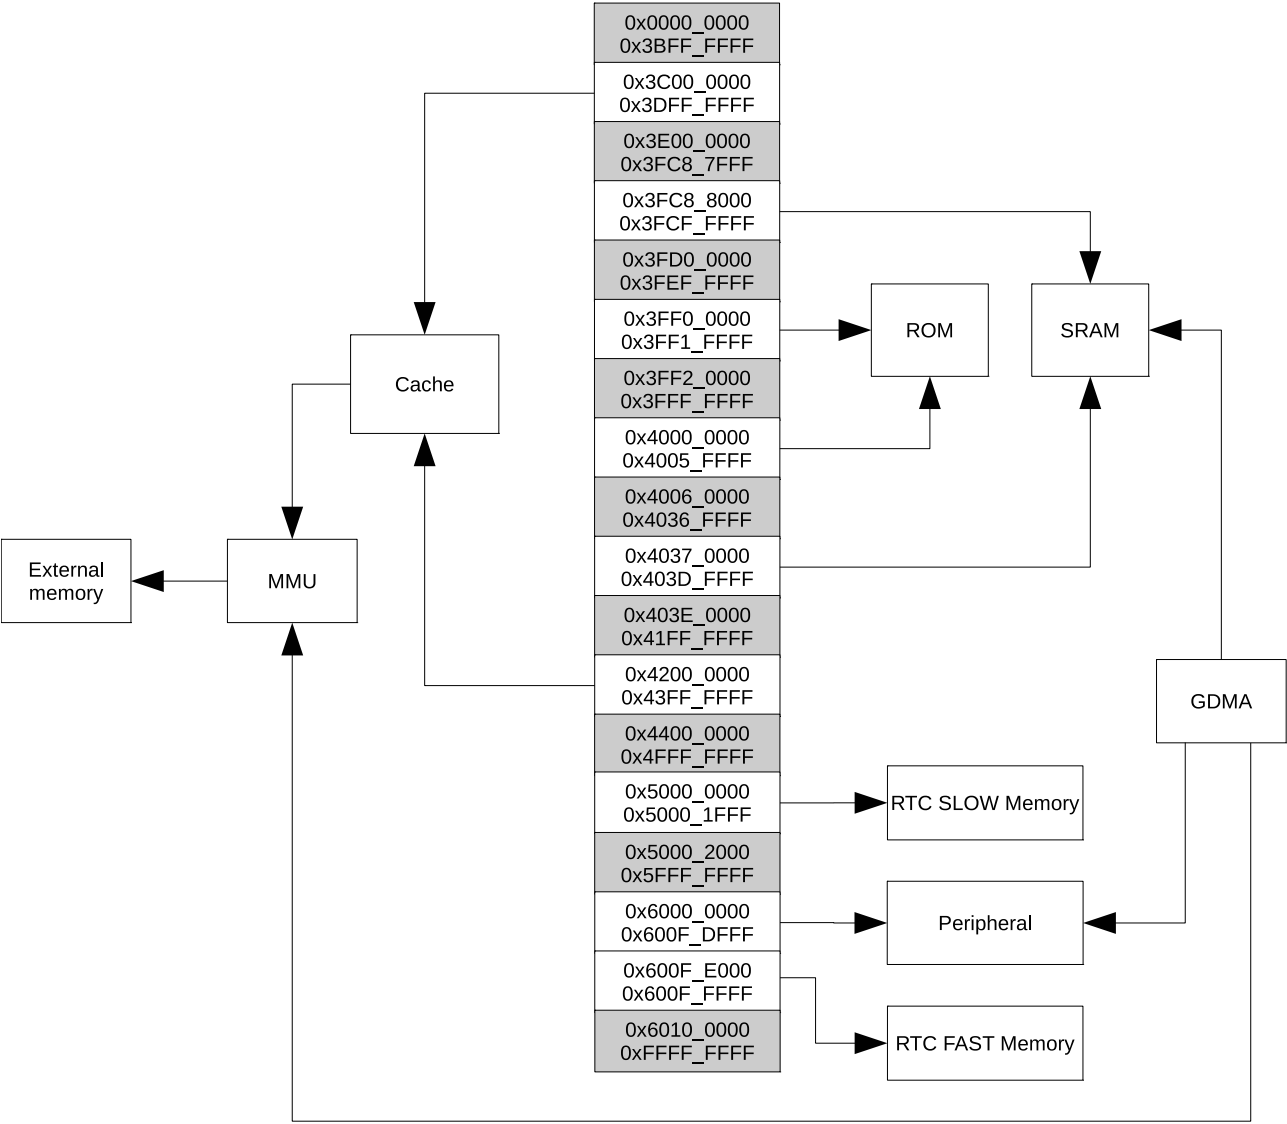 0x0000_0000
0x3BFF_FFFF
0x3C00_0000
0x3DFF_FFFF
0x3E00_0000
0x3FC8_7FFF
0x3FC8_8000
0x3FCF_FFFF
0x3FD0_0000
0x3FEF_FFFF
0x3FF0_0000
0x3FF1_FFFF
0x3FF2_0000
0x3FFF_FFFF
0x4000_0000
0x4005_FFFF
0x4006_0000
0x4036_FFFF
0x4037_0000
0x403D_FFFF
0x403E_0000
0x41FF_FFFF
0x4200_0000
0x43FF_FFFF
0x4400_0000
0x4FFF_FFFF
0x5000_0000
0x5000_1FFF
0x5000_2000
0x5FFF_FFFF
0x6000_0000
0x600F_DFFF
0x600F_E000
0x600F_FFFF
0x6010_0000
0xFFFF_FFFF
Cache
External
memory
MMU
ROM
SRAM
GDMA
RTC SLOW Memory
Peripheral
RTC FAST Memory